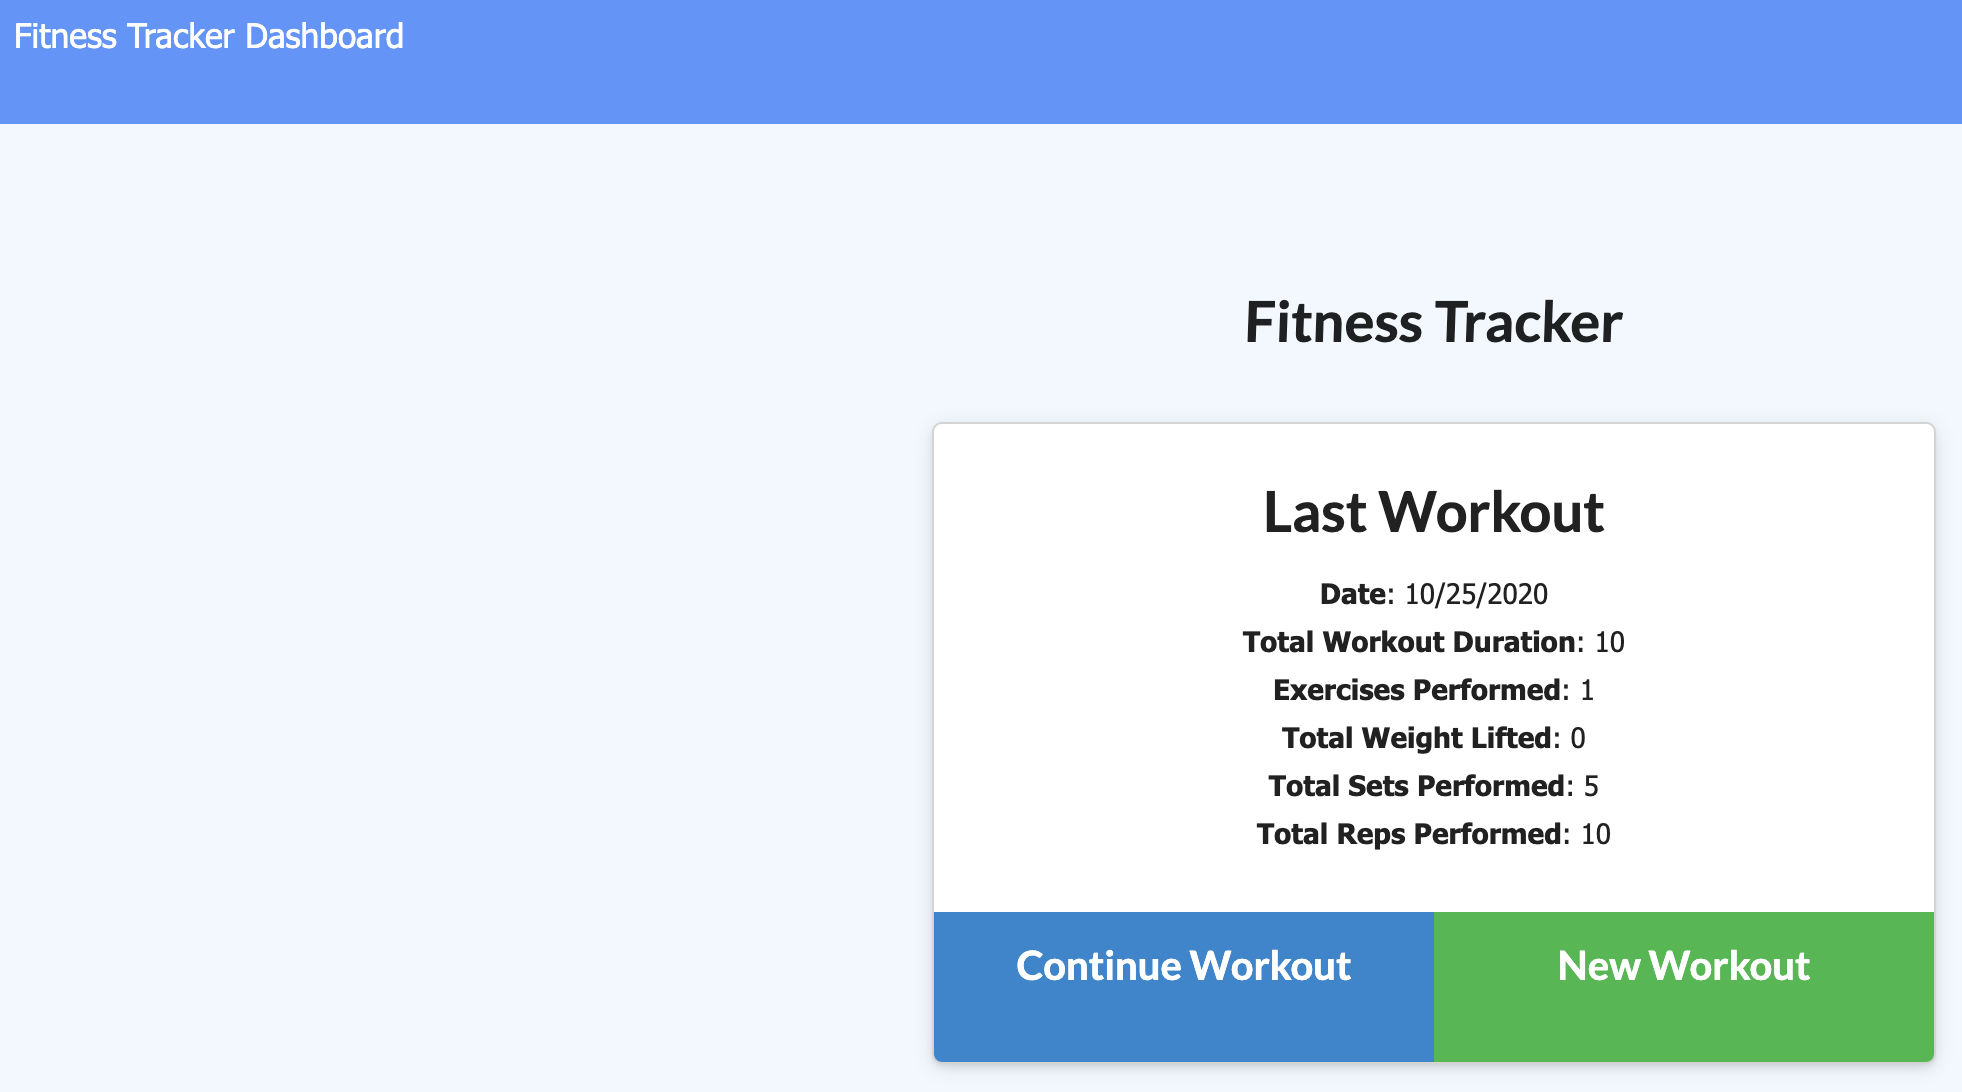 Fitness Tracker Dashboard
Fitness Tracker
Last Workout
Date: 10/25/2020
Total Workout Duration: 10
Exercises Performed: 1
Total Weight Lifted: 0
Total Sets Performed: 5
Total Reps Performed: 10
Continue Workout
New Workout